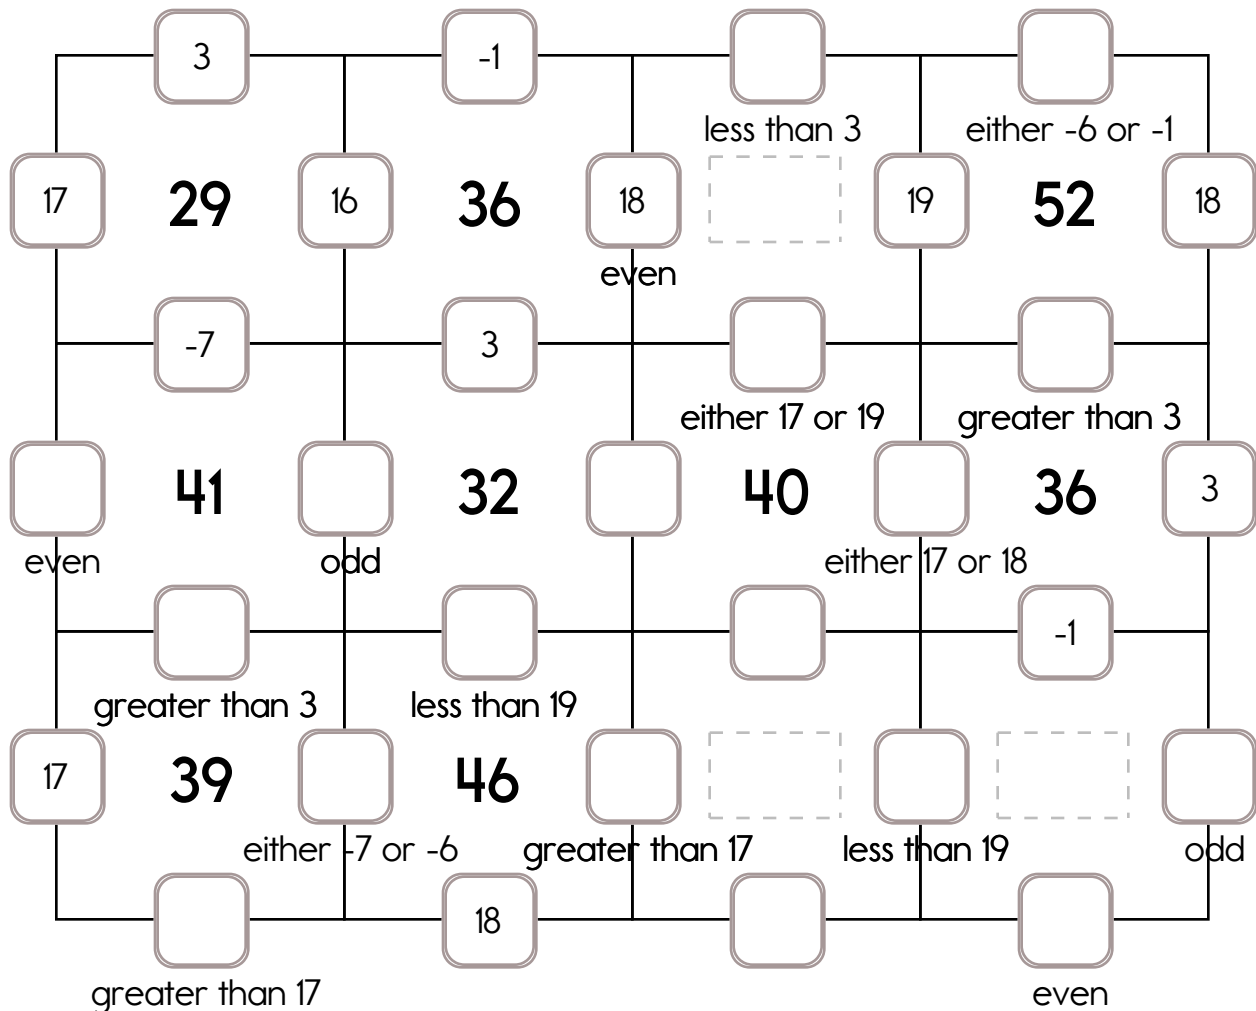 3 -1
less than 3 either -6 or -1
17 29 16 36 18 19 52 18
even
-7 3
either 17 or 19 greater than 3
41 32 40 36 3
even odd either 17 or 18
-1
greater than 3 less than 19
17 39 46
either -7 or -6 greater than 17 less than 19 odd
18
greater than 17 even